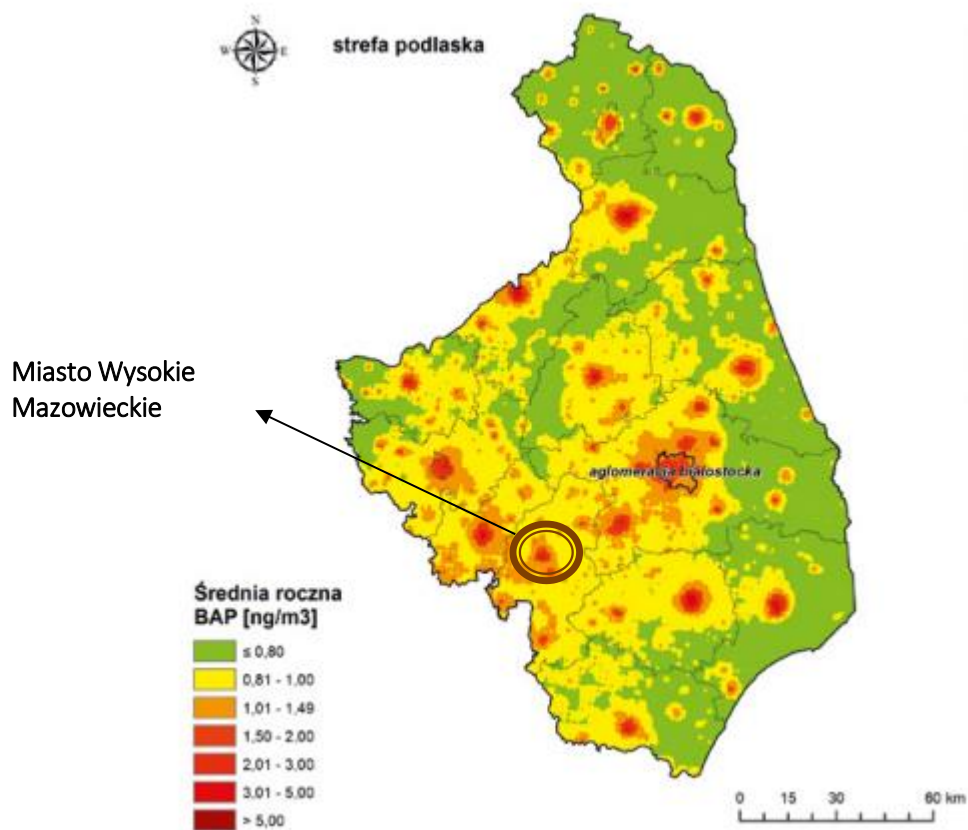 N
W
E
S
strefa podlaska
Miasto Wysokie
Mazowieckie
aglomeracja białostocka
Średnia roczna
BAP [ng/m3]
≤ 0,80
0,81 - 1,00
1,01 - 1,49
1,50 - 2,00
2,01 - 3,00
3,01 - 5,00
> 5,00
0 15 30 60 km